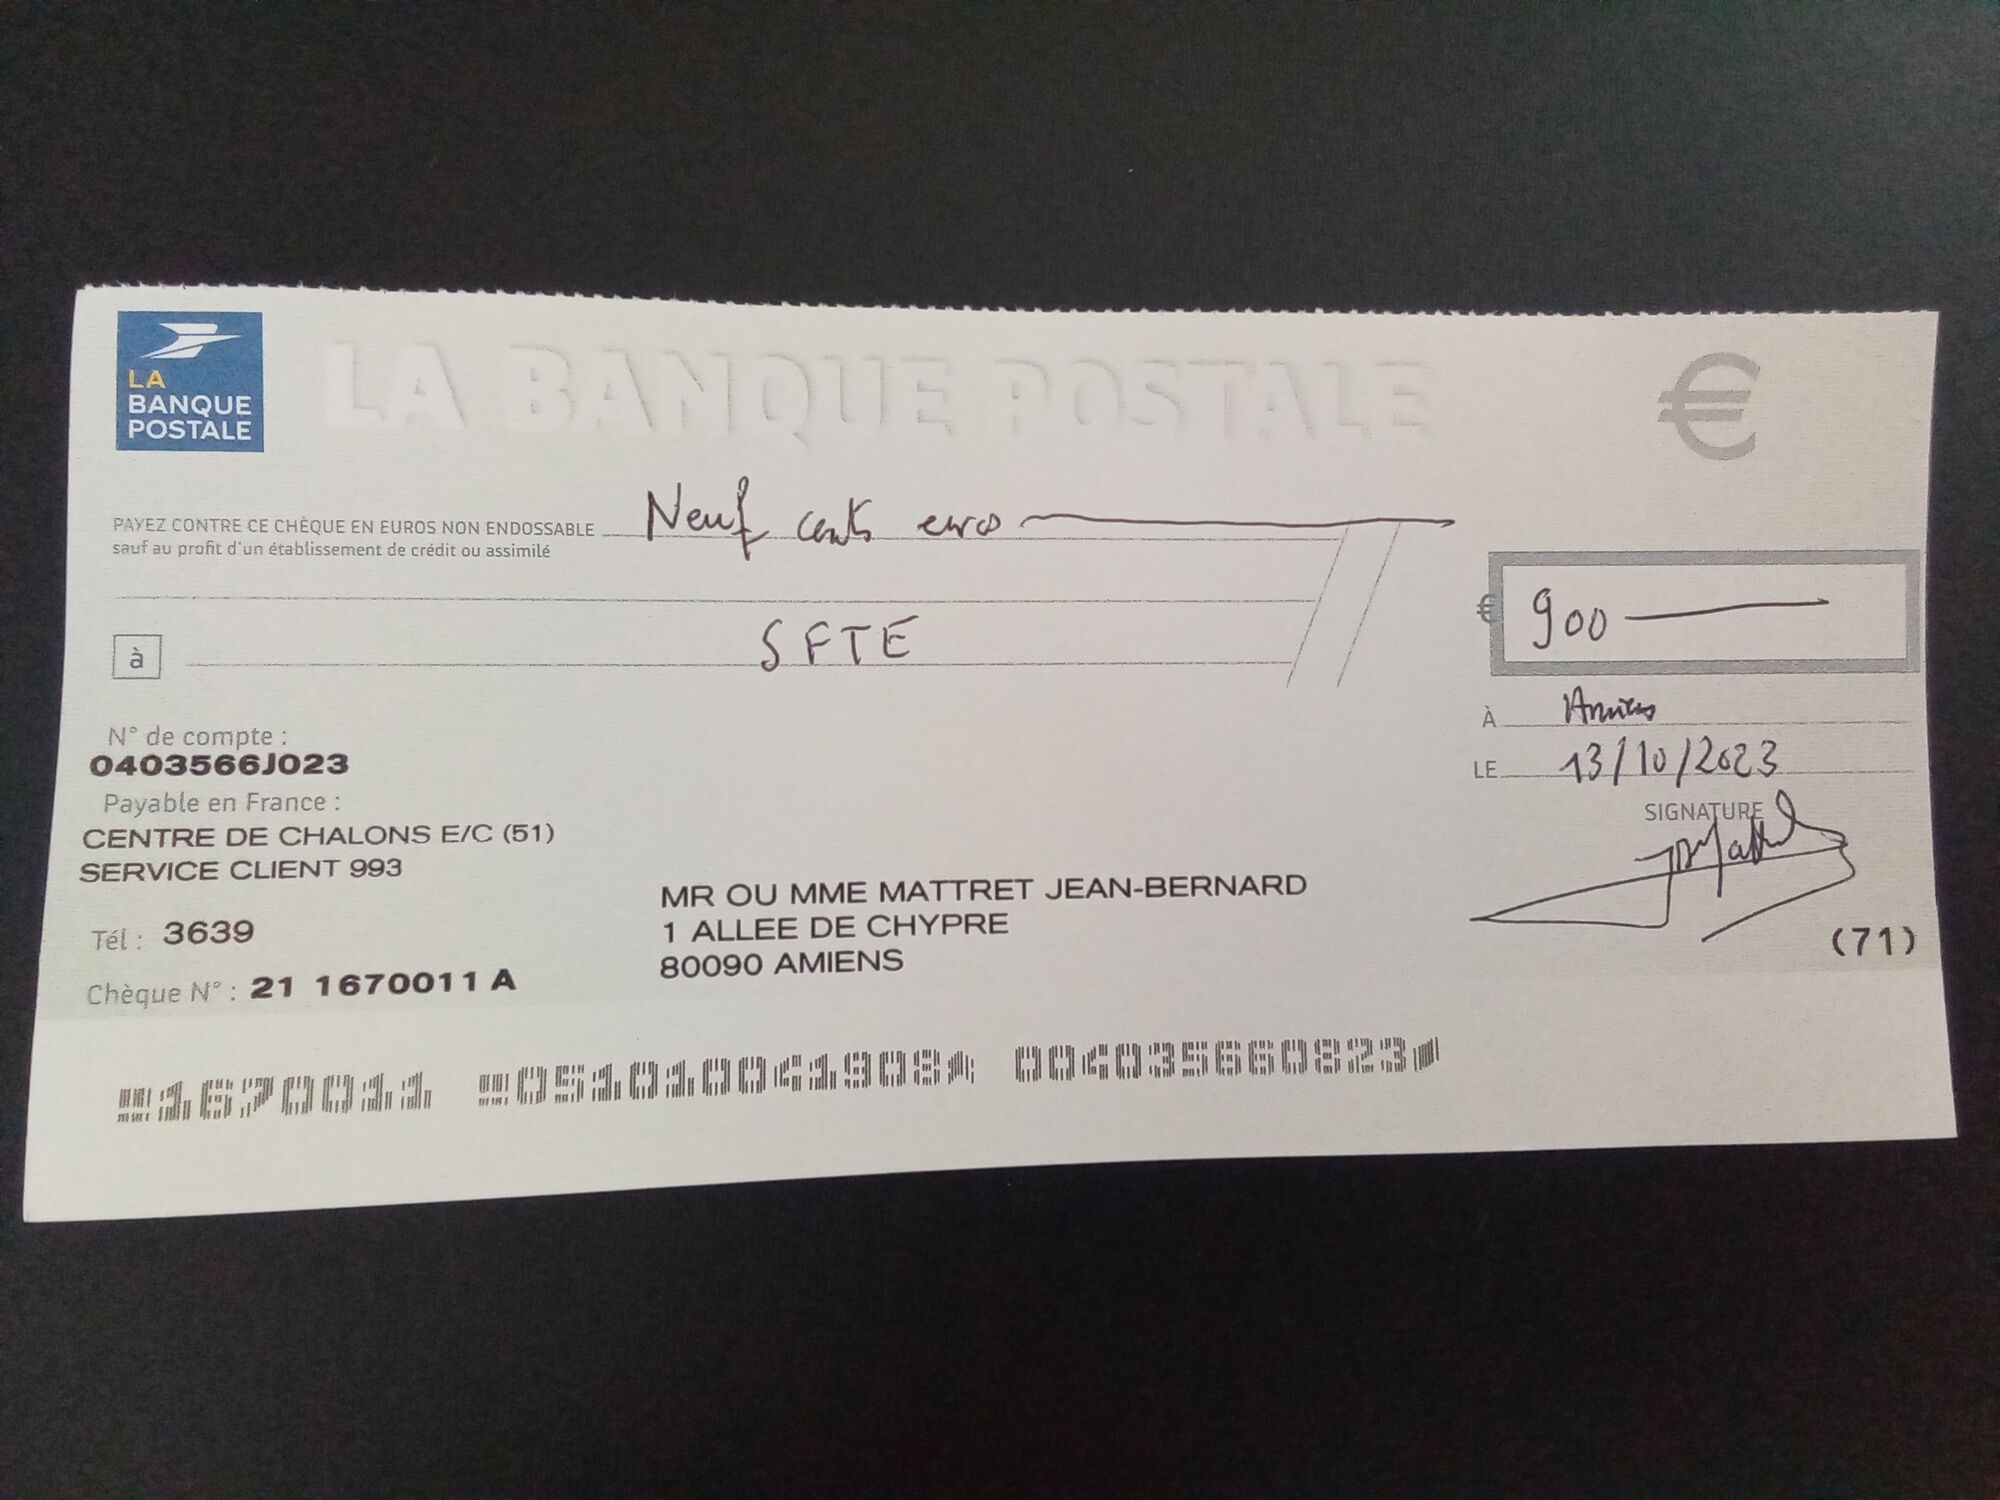 LA
BANQUE
POSTALE
LA BANQUE POSTALE
€
PAYEZ CONTRE CE CHÈQUE EN EUROS NON ENDOSSABLE Neuf cents euro
sauf au profit d'un établissement de crédit ou assimilé
€ 900
à SFTE
À Amiens
LE 13/10/2023
SIGNATURE
N° de compte :
0403566J023
Payable en France :
CENTRE DE CHALONS E/C (51)
SERVICE CLIENT 993
Tél : 3639
Chèque N° : 21 1670011 A
MR OU MME MATTRET JEAN-BERNARD
1 ALLEE DE CHYPRE
80090 AMIENS
(71)
1670011 051010041908 004035660823